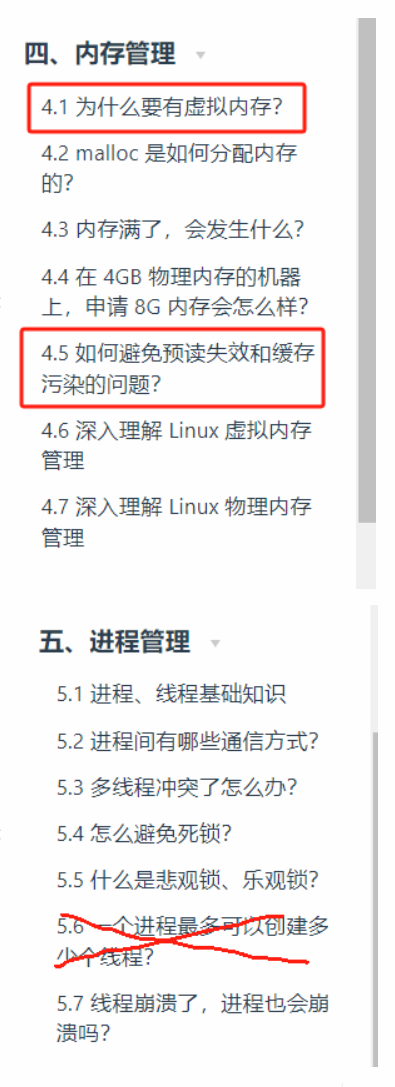 四、内存管理
4.1 为什么要有虚拟内存？
4.2 malloc 是如何分配内存
的？
4.3 内存满了，会发生什么？
4.4 在 4GB 物理内存的机器
上，申请 8G 内存会怎么样？
4.5 如何避免预读失效和缓存
污染的问题？
4.6 深入理解 Linux 虚拟内存
管理
4.7 深入理解 Linux 物理内存
管理
五、进程管理
5.1 进程、线程基础知识
5.2 进程间有哪些通信方式？
5.3 多线程冲突了怎么办？
5.4 怎么避免死锁？
5.5 什么是悲观锁、乐观锁？
5.6 一个进程最多可以创建多
少个线程？
5.7 线程崩溃了，进程也会崩
溃吗？